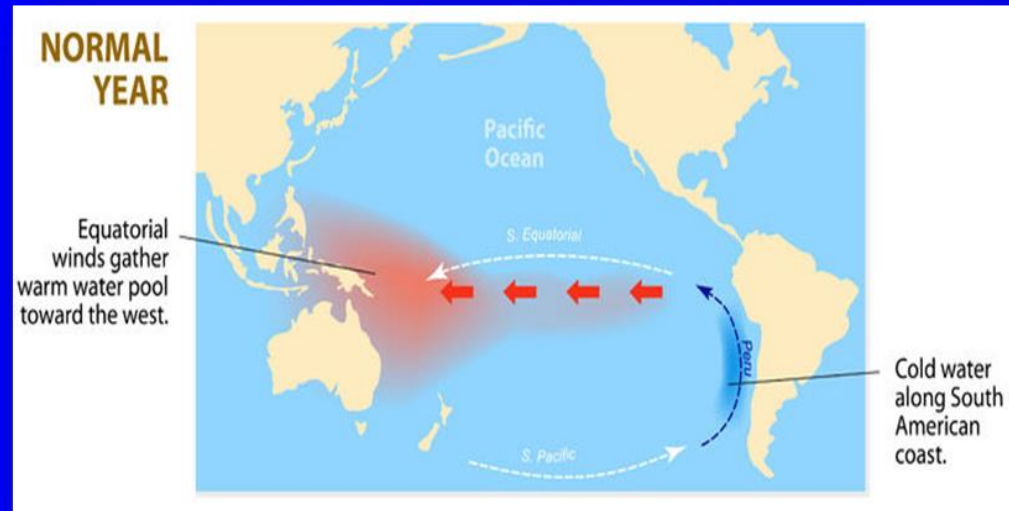 NORMAL
YEAR
Pacific
Ocean
Equatorial
winds gather
warm water pool
toward the west.
S. Equatorial
Peru
Cold water
along South
American
coast.
S. Pacific